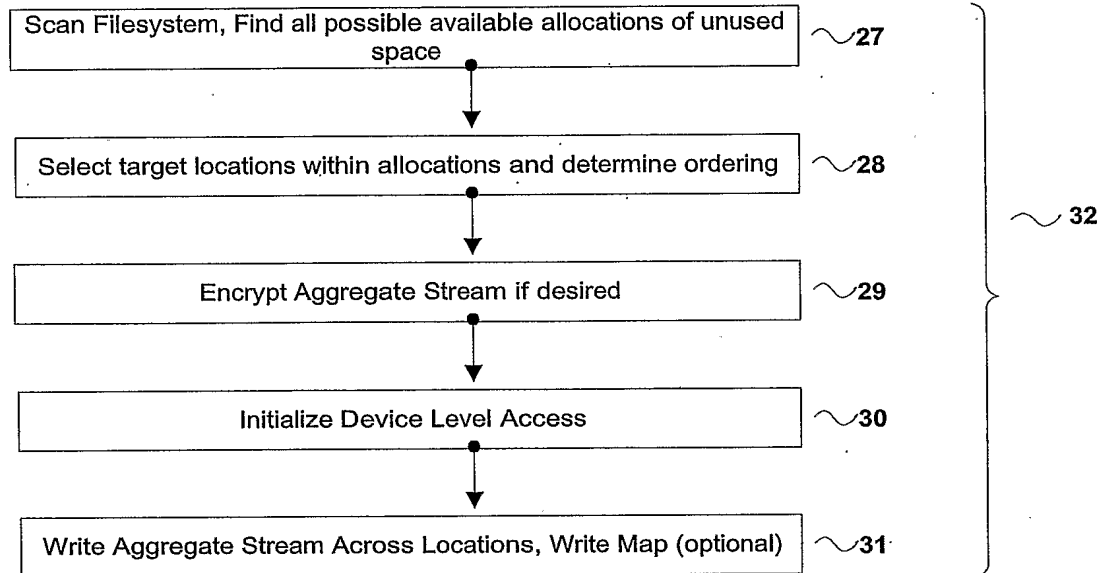 Scan Filesystem, Find all possible available allocations of unused
space
27
Select target locations within allocations and determine ordering
28
32
Encrypt Aggregate Stream if desired
29
Initialize Device Level Access
30
Write Aggregate Stream Across Locations, Write Map (optional)
31